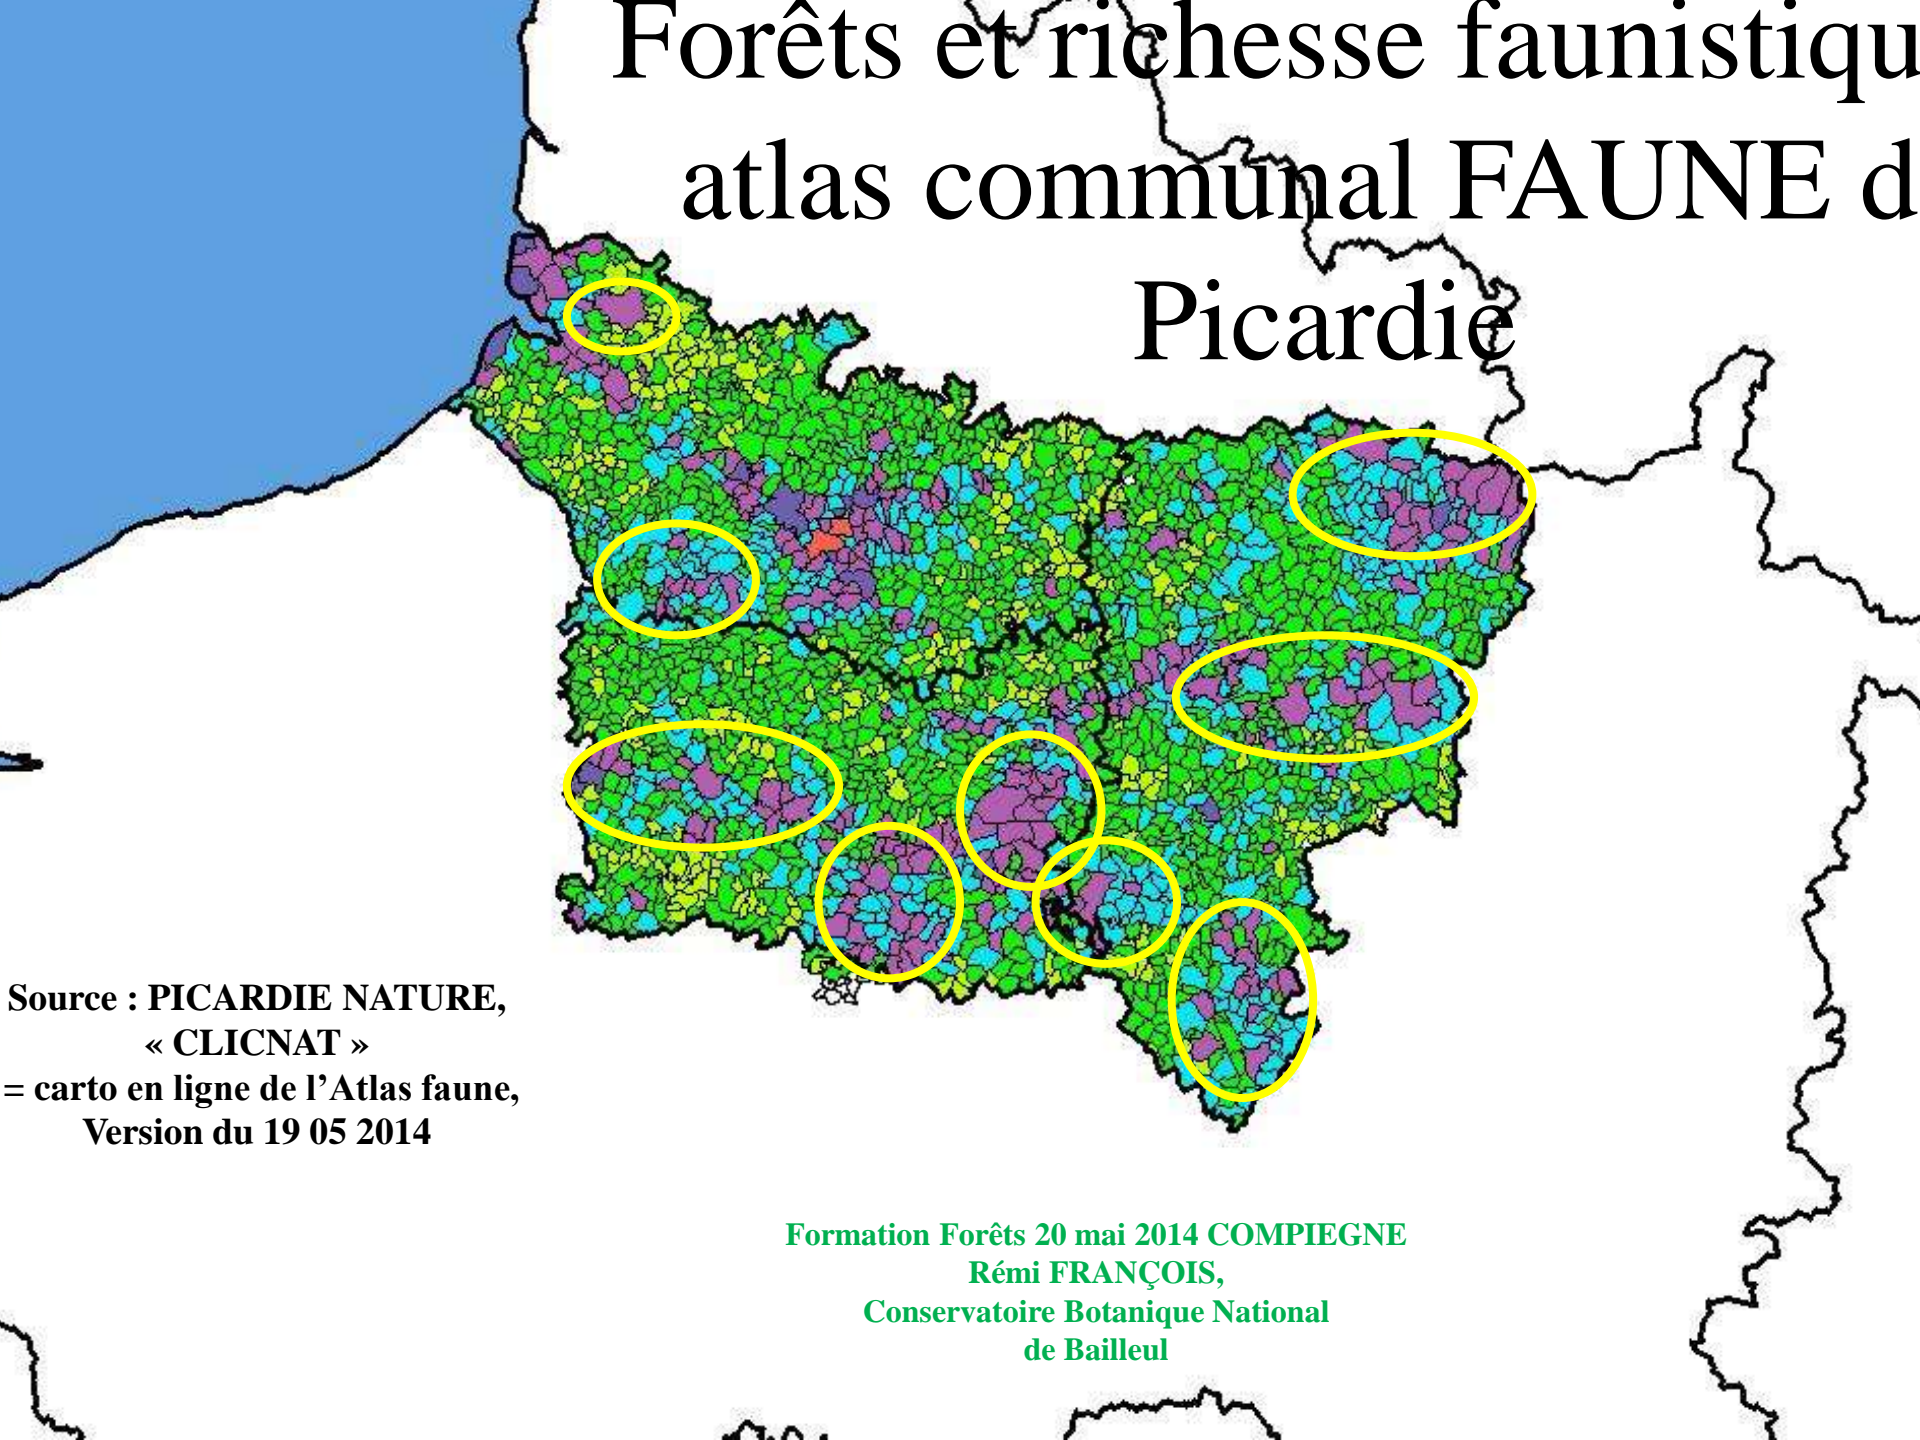 Forêts et richesse faunistiqu
atlas communal FAUNE d
Picardie
Source : PICARDIE NATURE,
« CLICNAT »
= carto en ligne de l’Atlas faune,
Version du 19 05 2014
Formation Forêts 20 mai 2014 COMPIEGNE
Rémi FRANÇOIS,
Conservatoire Botanique National
de Bailleul